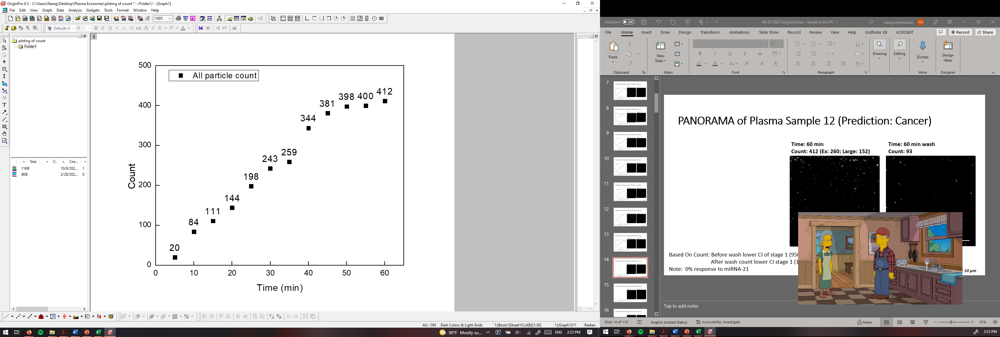 OriginPro 8.5 - C:\Users\Nareg\Desktop\Plasma Exosomes\ploting of count * - /Folder1/ - [Graph1]
File Edit View Graph Data Analysis Gadgets Tools Format Window Help
100%
Default: A 0 B I U
ploting of count
Folder1
Size C. Cre...
11KB 10/9/202... 1
8KB 2/28/202... 0
1
All particle count
500
400
300
200
100
0
Count
20
84
111
144
198
243
259
344
381
398
400
412
0 10 20 30 40 50 60
Time (min)
AU : ON Dark Colors & Light Grids 1:[Book1]Sheet1!Col(B)[1:30] 1:[Graph1]1!1 Radian
90°F Mostly su... ENG 2:23 PM
AutoSave Off 04-20-2022 lung blind tes • Saved to this PC nareg ohannesian NO
File Home Insert Draw Design Transitions Animations Slide Show Record Review View Help EndNote X8 ACROBAT Record Share
Paste
New Slide
18
B I U S ab AV
Aa A A
Drawing
Editing
Dictate
Design Ideas
Clipboard Slides Font Paragraph Voice Designer
7
8
9
10
11
12
13
14
15
16
PANORAMA of Plasma Sample 12 (Prediction: Cancer)
Time: 60 min
Count: 412 (Ex: 260; Large: 152)
Time: 60 min wash
Count: 93
Based On Count: Before wash lower CI of stage 1 (950
After wash count lower CI stage 1 (1
Note: 0% response to miRNA-21
10 µm
Tap to add notes
Slide 14 of 110 English (United States) Accessibility: Investigate Notes 81%
2:23 PM